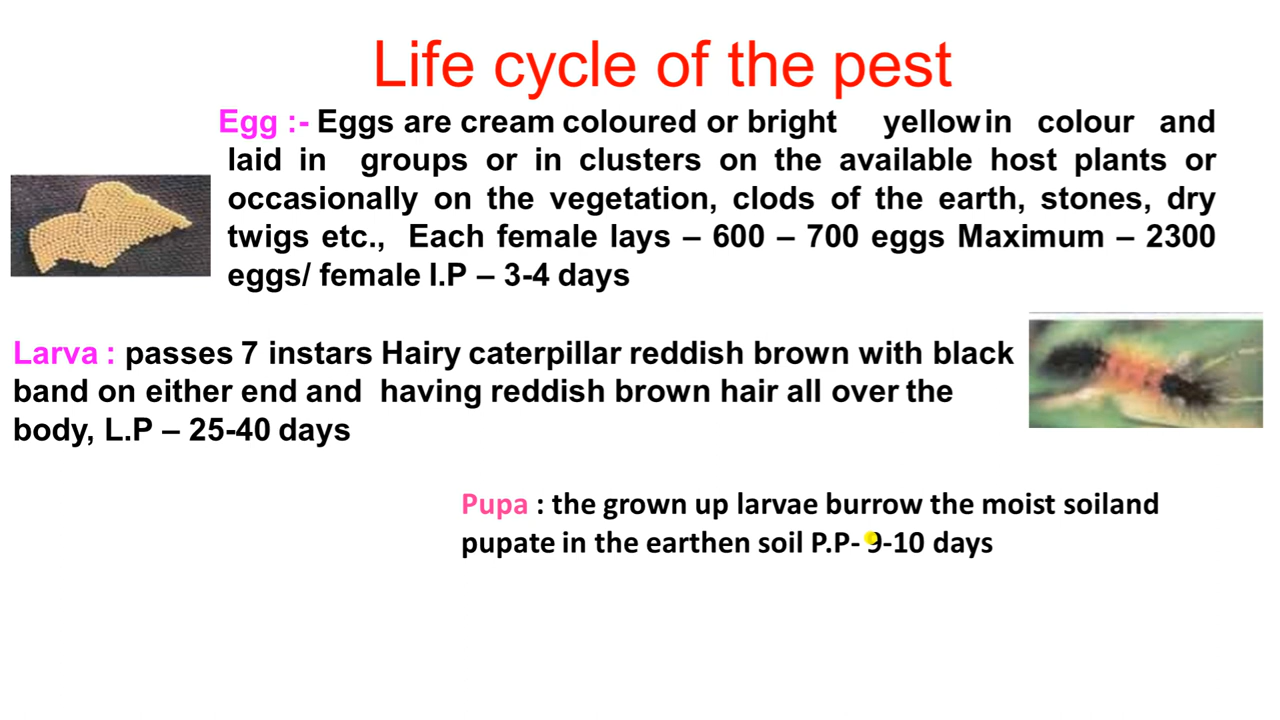 Life cycle of the pest
Egg :- Eggs are cream coloured or bright yellow in colour and
laid in groups or in clusters on the available host plants or
occasionally on the vegetation, clods of the earth, stones, dry
twigs etc., Each female lays – 600 – 700 eggs Maximum – 2300
eggs/ female I.P – 3-4 days
Larva : passes 7 instars Hairy caterpillar reddish brown with black
band on either end and having reddish brown hair all over the
body, L.P – 25-40 days
Pupa : the grown up larvae burrow the moist soiland
pupate in the earthen soil P.P- 9-10 days